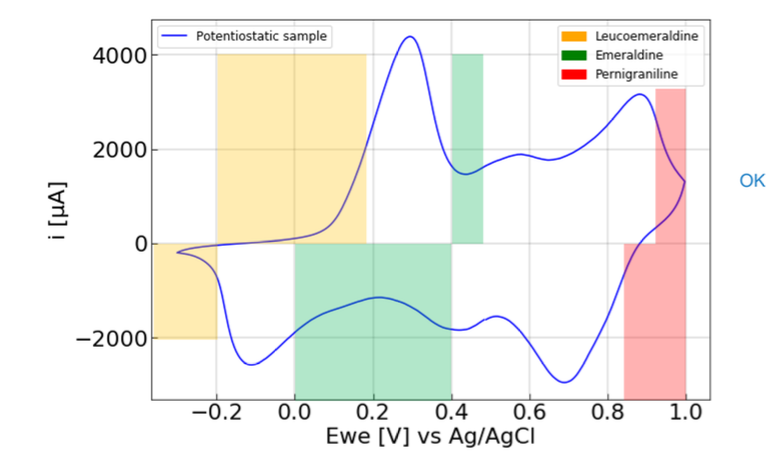 Potentiostatic sample
Leucoemeraldine
Emeraldine
Pernigraniline
4000
2000
0
−2000
i [μA]
OK
−0.2 0.0 0.2 0.4 0.6 0.8 1.0
Ewe [V] vs Ag/AgCl